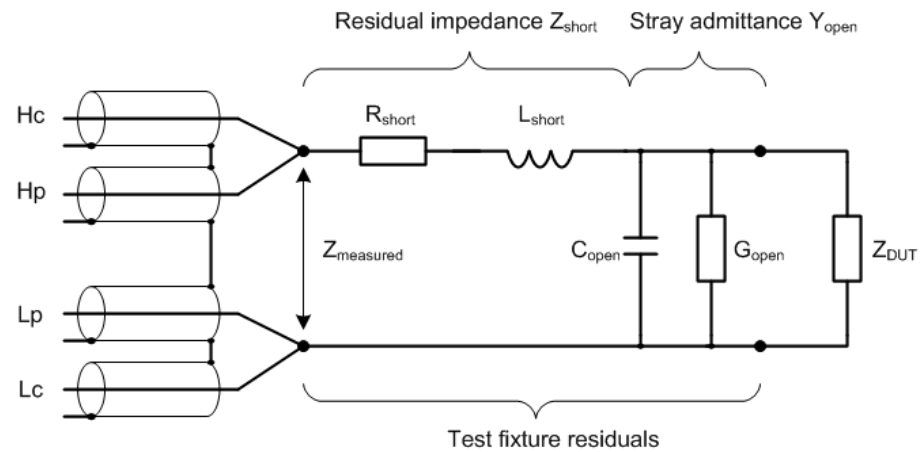 Residual impedance Zshort
Stray admittance Yopen
Hc
Rshort
Lshort
Hp
Zmeasured
Copen
Gopen
ZDUT
Lp
Lc
Test fixture residuals